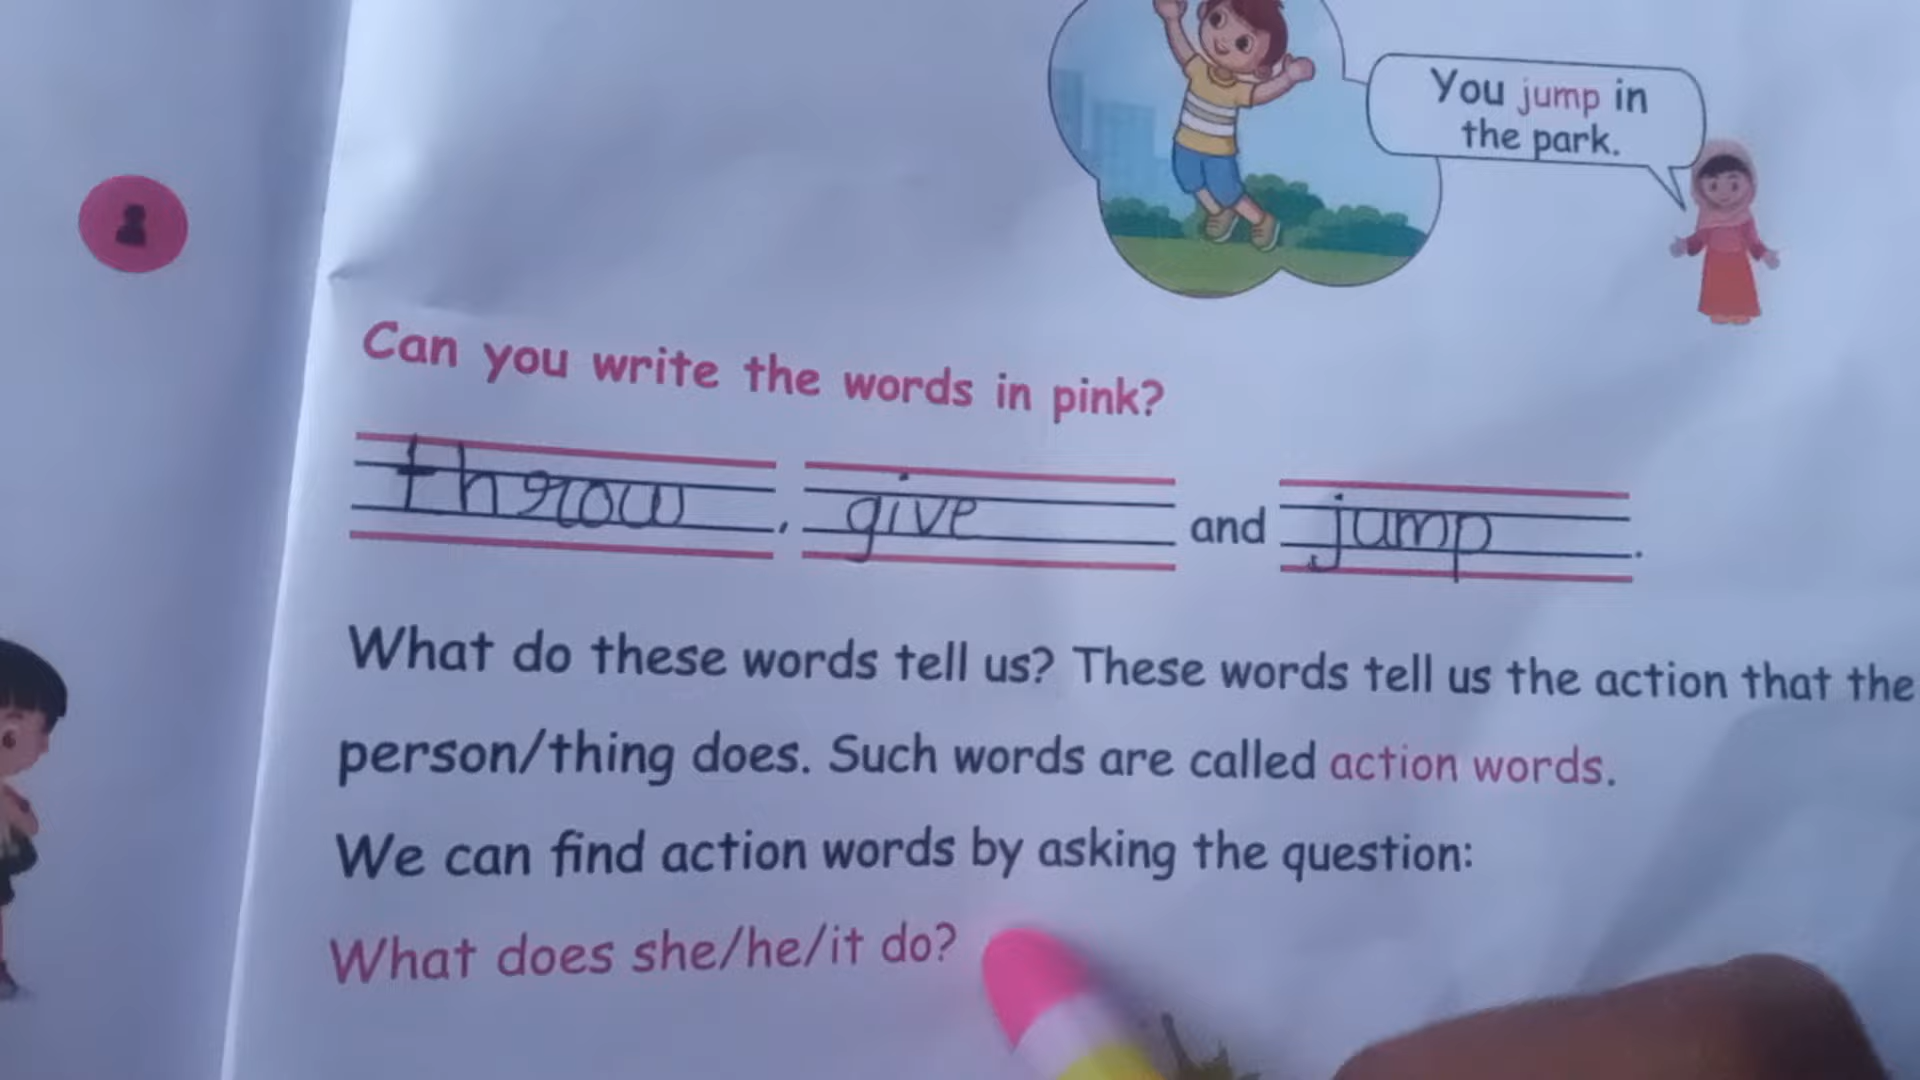 You jump in
the park.
Can you write the words in pink?
throw, give and jump.
What do these words tell us? These words tell us the action that the
person/thing does. Such words are called action words.
We can find action words by asking the question:
What does she/he/it do?